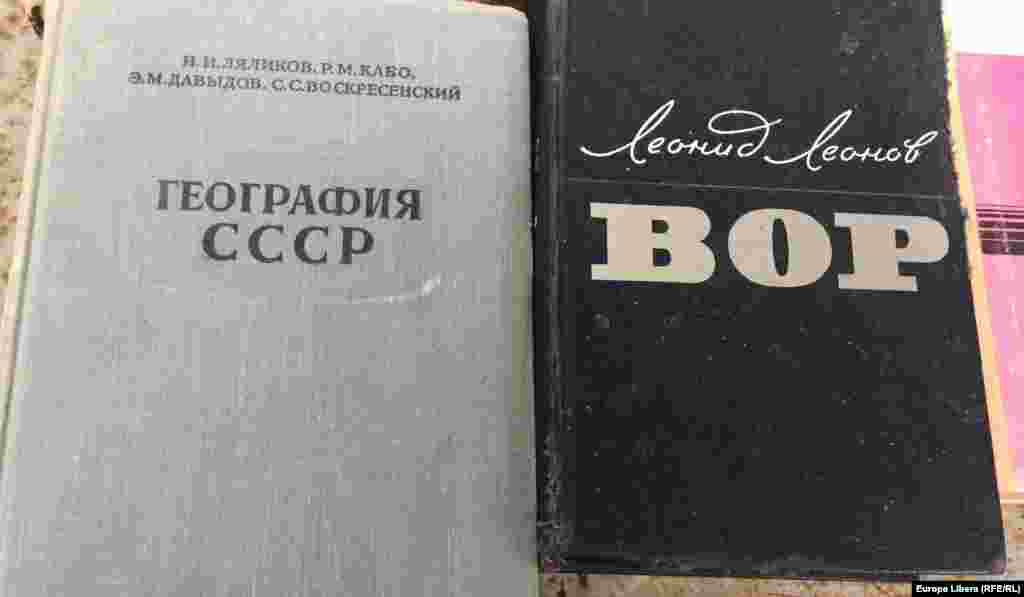 Н. И. ЛЯЛИКОВ, Р. М. КАБО,
Э. М. ДАВЫДОВ, С. С. ВОСКРЕСЕНСКИЙ
ГЕОГРАФИЯ
СССР
Леонид Леонов
ВОР
Europa Libera (RFE/RL)